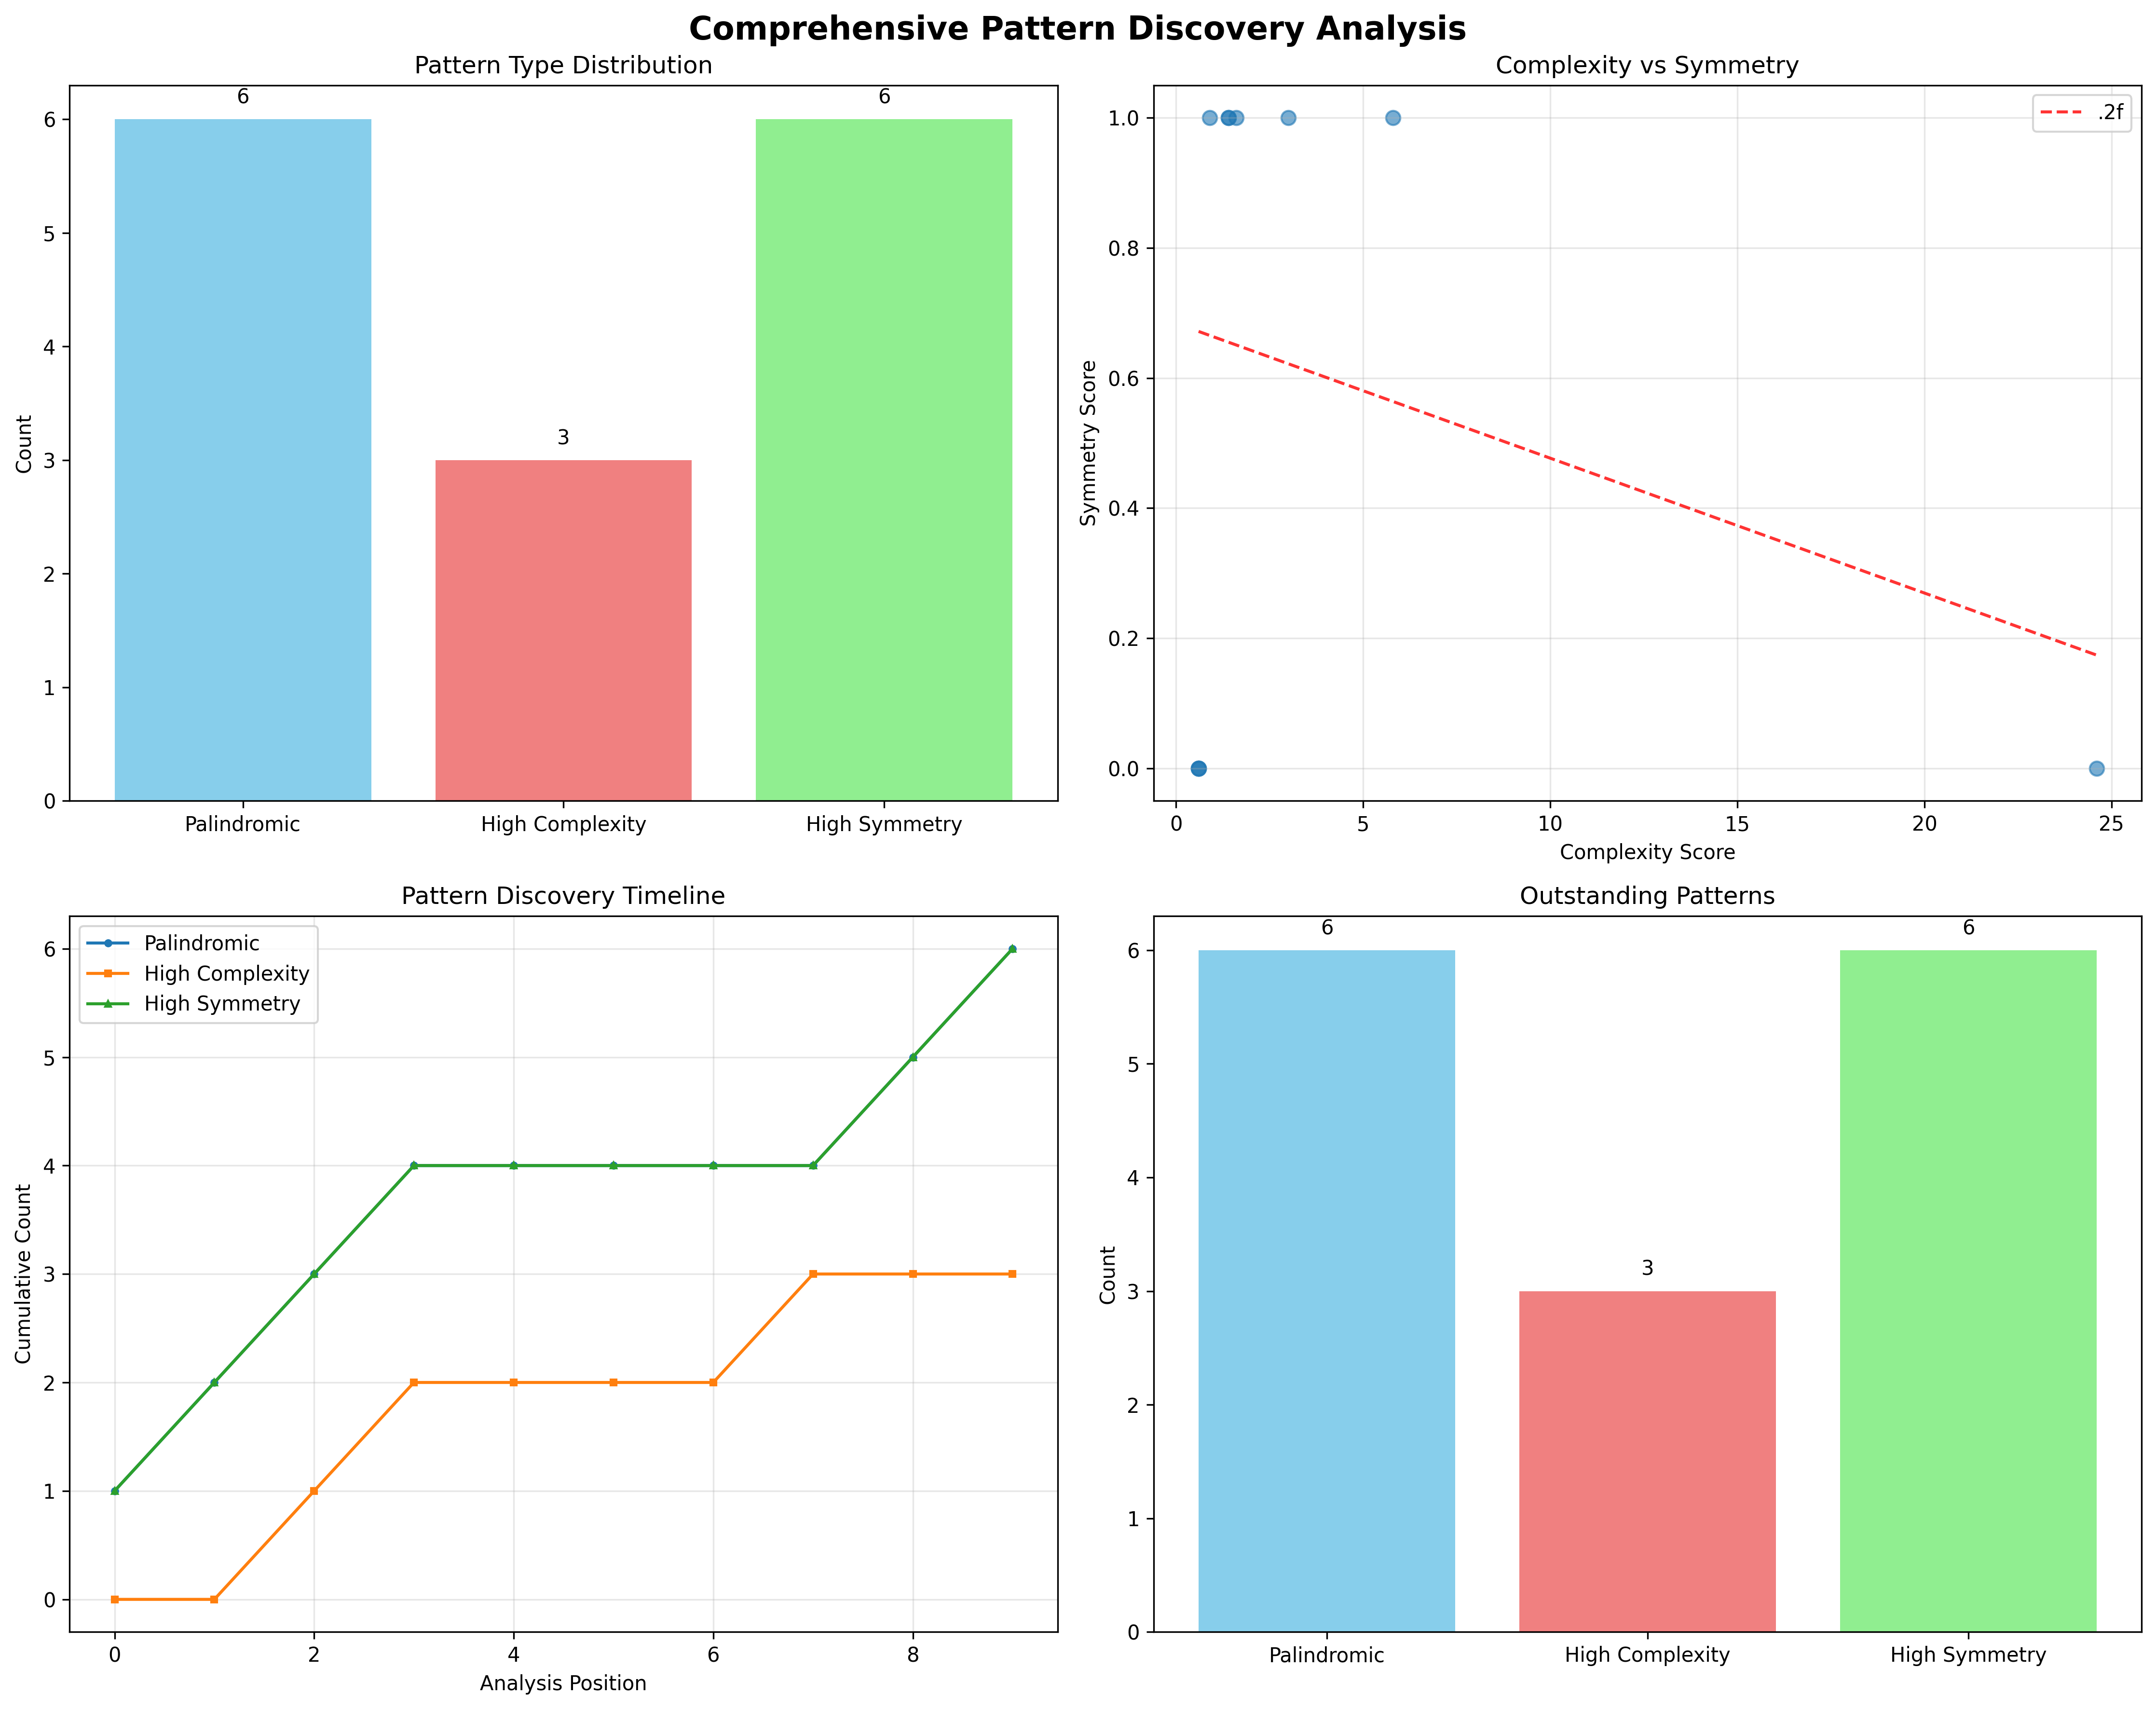 Comprehensive Pattern Discovery Analysis
Pattern Type Distribution
6
6
3
Count
0
1
2
3
4
5
6
Palindromic
High Complexity
High Symmetry
Complexity vs Symmetry
.2f
Symmetry Score
1.0
0.8
0.6
0.4
0.2
0.0
0
5
10
15
20
25
Complexity Score
Pattern Discovery Timeline
Palindromic
High Complexity
High Symmetry
Cumulative Count
6
5
4
3
2
1
0
0
2
4
6
8
Analysis Position
Outstanding Patterns
6
6
3
Count
6
5
4
3
2
1
0
Palindromic
High Complexity
High Symmetry